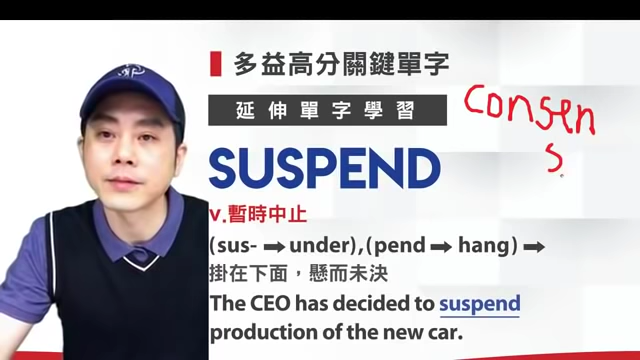 多益高分關鍵單字
延伸單字學習
consen
s.
SUSPEND
v.暫時中止
(sus- ➡ under),(pend ➡ hang) ➡
掛在下面，懸而未決
The CEO has decided to suspend
production of the new car.